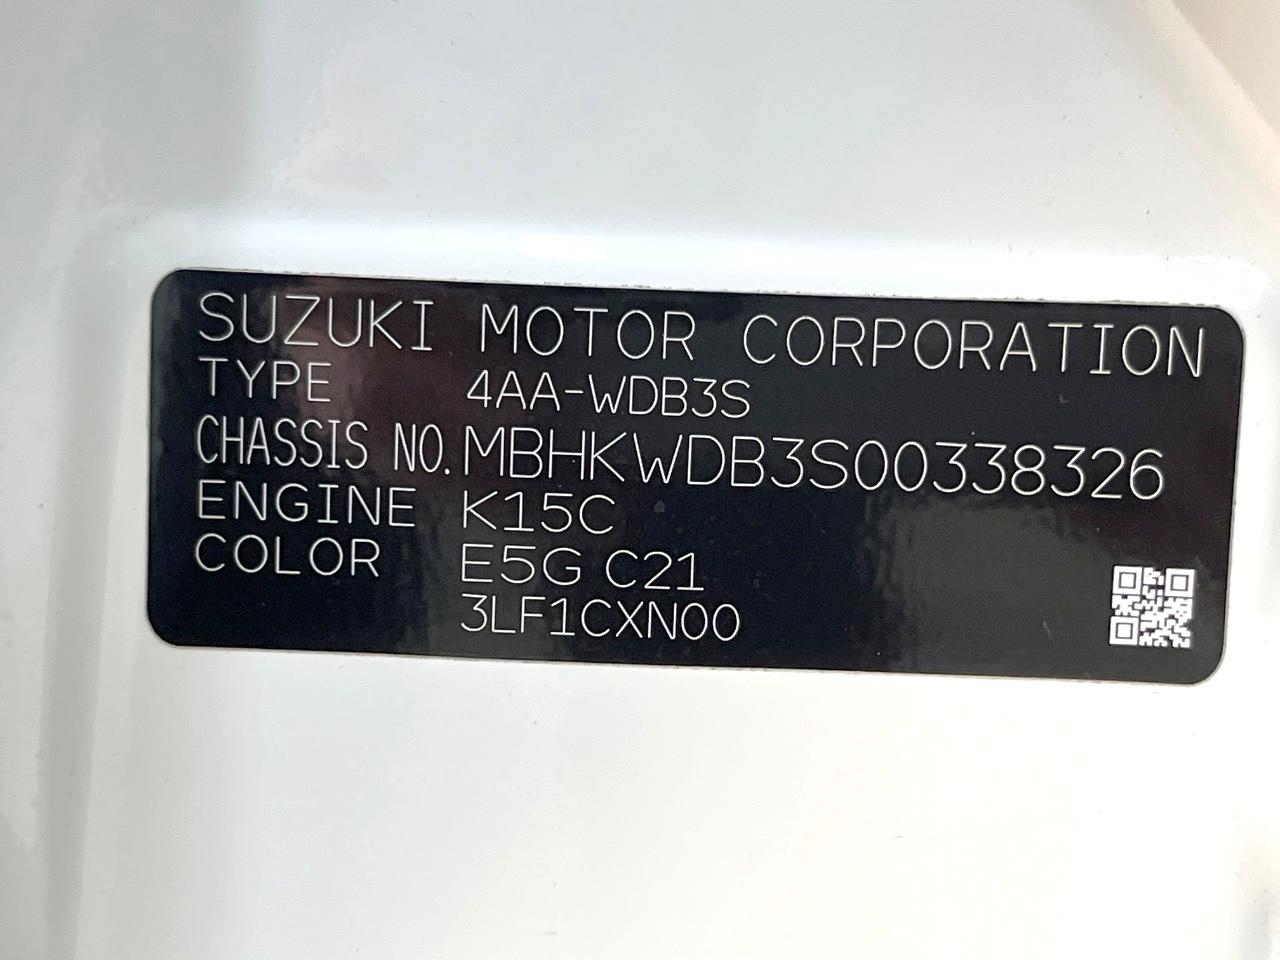 SUZUKI MOTOR CORPORATION
TYPE 4AA-WDB3S
CHASSIS NO. MBHKWDB3S00338326
ENGINE K15C
COLOR E5G C21
3LF1CXN00